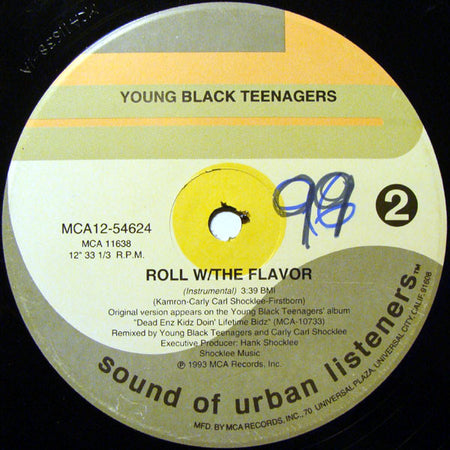 YOUNG BLACK TEENAGERS
98
2
MCA12-54624
MCA 11638
12" 33 1/3 R.P.M.
ROLL W/THE FLAVOR
(Instrumental) 3:39 BMI
(Kamron-Carly Carl Shocklee-Firstborn)
Original version appears on the Young Black Teenagers' album
"Dead Enz Kidz Doin' Lifetime Bidz" (MCA-10733)
Remixed by Young Black Teenagers and Carly Carl Shocklee
Executive Producer: Hank Shocklee
Shocklee Music
℗ 1993 MCA Records, Inc.
sound of urban listeners™
MFD. BY MCA RECORDS, INC., 70 UNIVERSAL PLAZA, UNIVERSAL CITY, CALIF. 91608